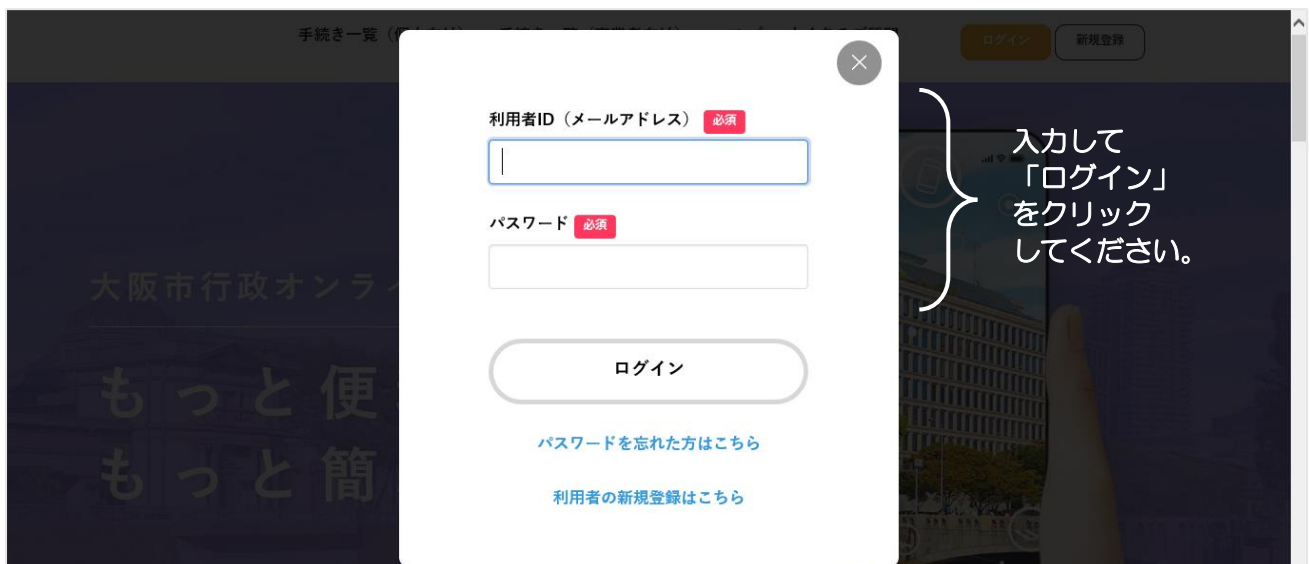 手続き一覧（
ログイン
新規登録
利用者ID（メールアドレス） 必須
パスワード 必須
ログイン
パスワードを忘れた方はこちら
利用者の新規登録はこちら
入力して
「ログイン」
をクリック
してください。
大阪市行政オンライ
もっと便
もっと簡